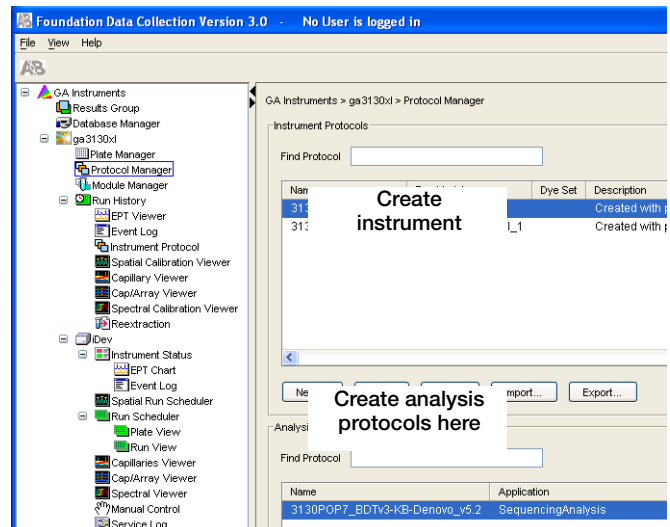 Foundation Data Collection Version 3.0 - No User is logged in
File View Help
AB
GA Instruments
Results Group
Database Manager
ga3130xl
Plate Manager
Protocol Manager
Module Manager
Run History
EPT Viewer
Event Log
Instrument Protocol
Spatial Calibration Viewer
Capillary Viewer
Cap/Array Viewer
Spectral Calibration Viewer
Reextraction
iDev
Instrument Status
EPT Chart
Event Log
Spatial Run Scheduler
Run Scheduler
Plate View
Run View
Capillaries Viewer
Cap/Array Viewer
Spectral Viewer
Manual Control
Service Log
GA Instruments > ga3130xl > Protocol Manager
Instrument Protocols
Find Protocol
Dye Set Description
Create
instrument
Created with
Created with
Import... Export...
Create analysis
protocols here
Find Protocol
Name Application
3130POP7_BDTv3-KB-Denovo_v5.2 SequencingAnalysis